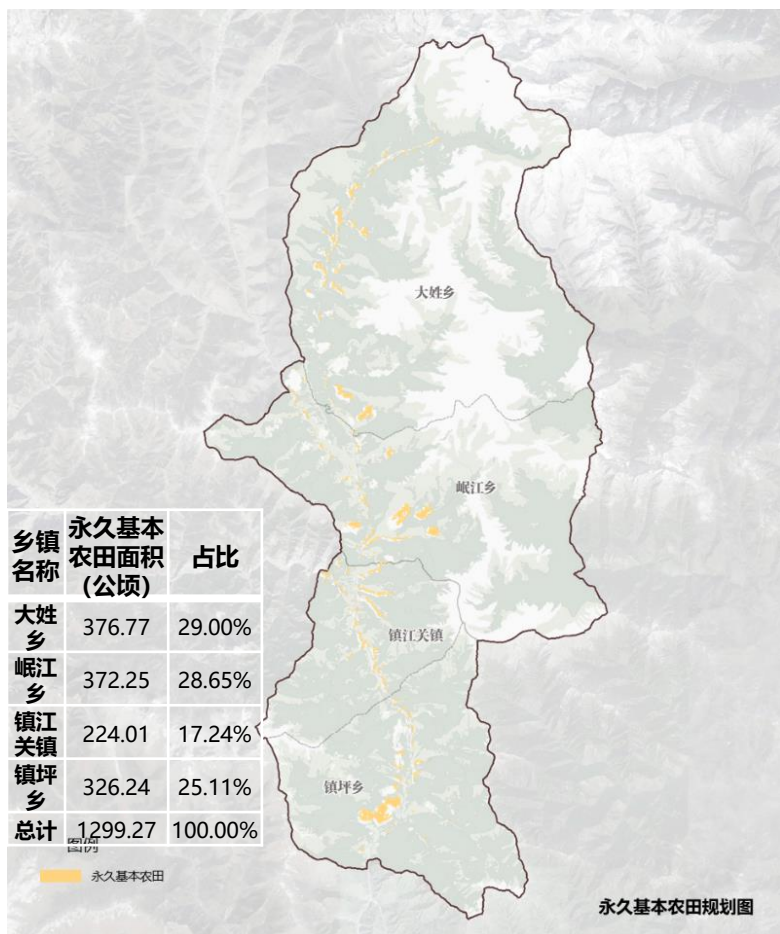 大姓乡
岷江乡
镇江关镇
镇坪乡
乡镇
名称
永久基本
农田面积
(公顷)
占比
大姓
乡
376.77
29.00%
岷江
乡
372.25
28.65%
镇江
关镇
224.01
17.24%
镇坪
乡
326.24
25.11%
总计
1299.27
100.00%
图例
永久基本农田
永久基本农田规划图